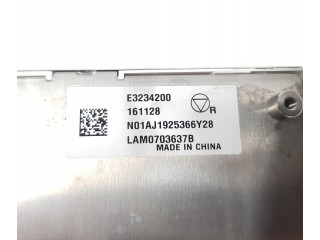 E3234200
161128
R
N01AJ1925366Y28
LAM0703637B
MADE IN CHINA